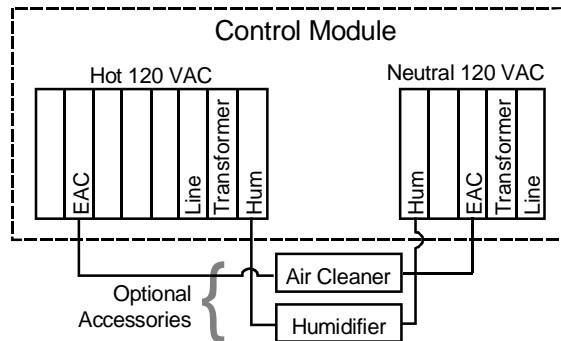 Control Module
Hot 120 VAC
Neutral 120 VAC
EAC
Line
Transformer
Hum
Hum
EAC
Transformer
Line
Air Cleaner
Optional
Accessories
Humidifier